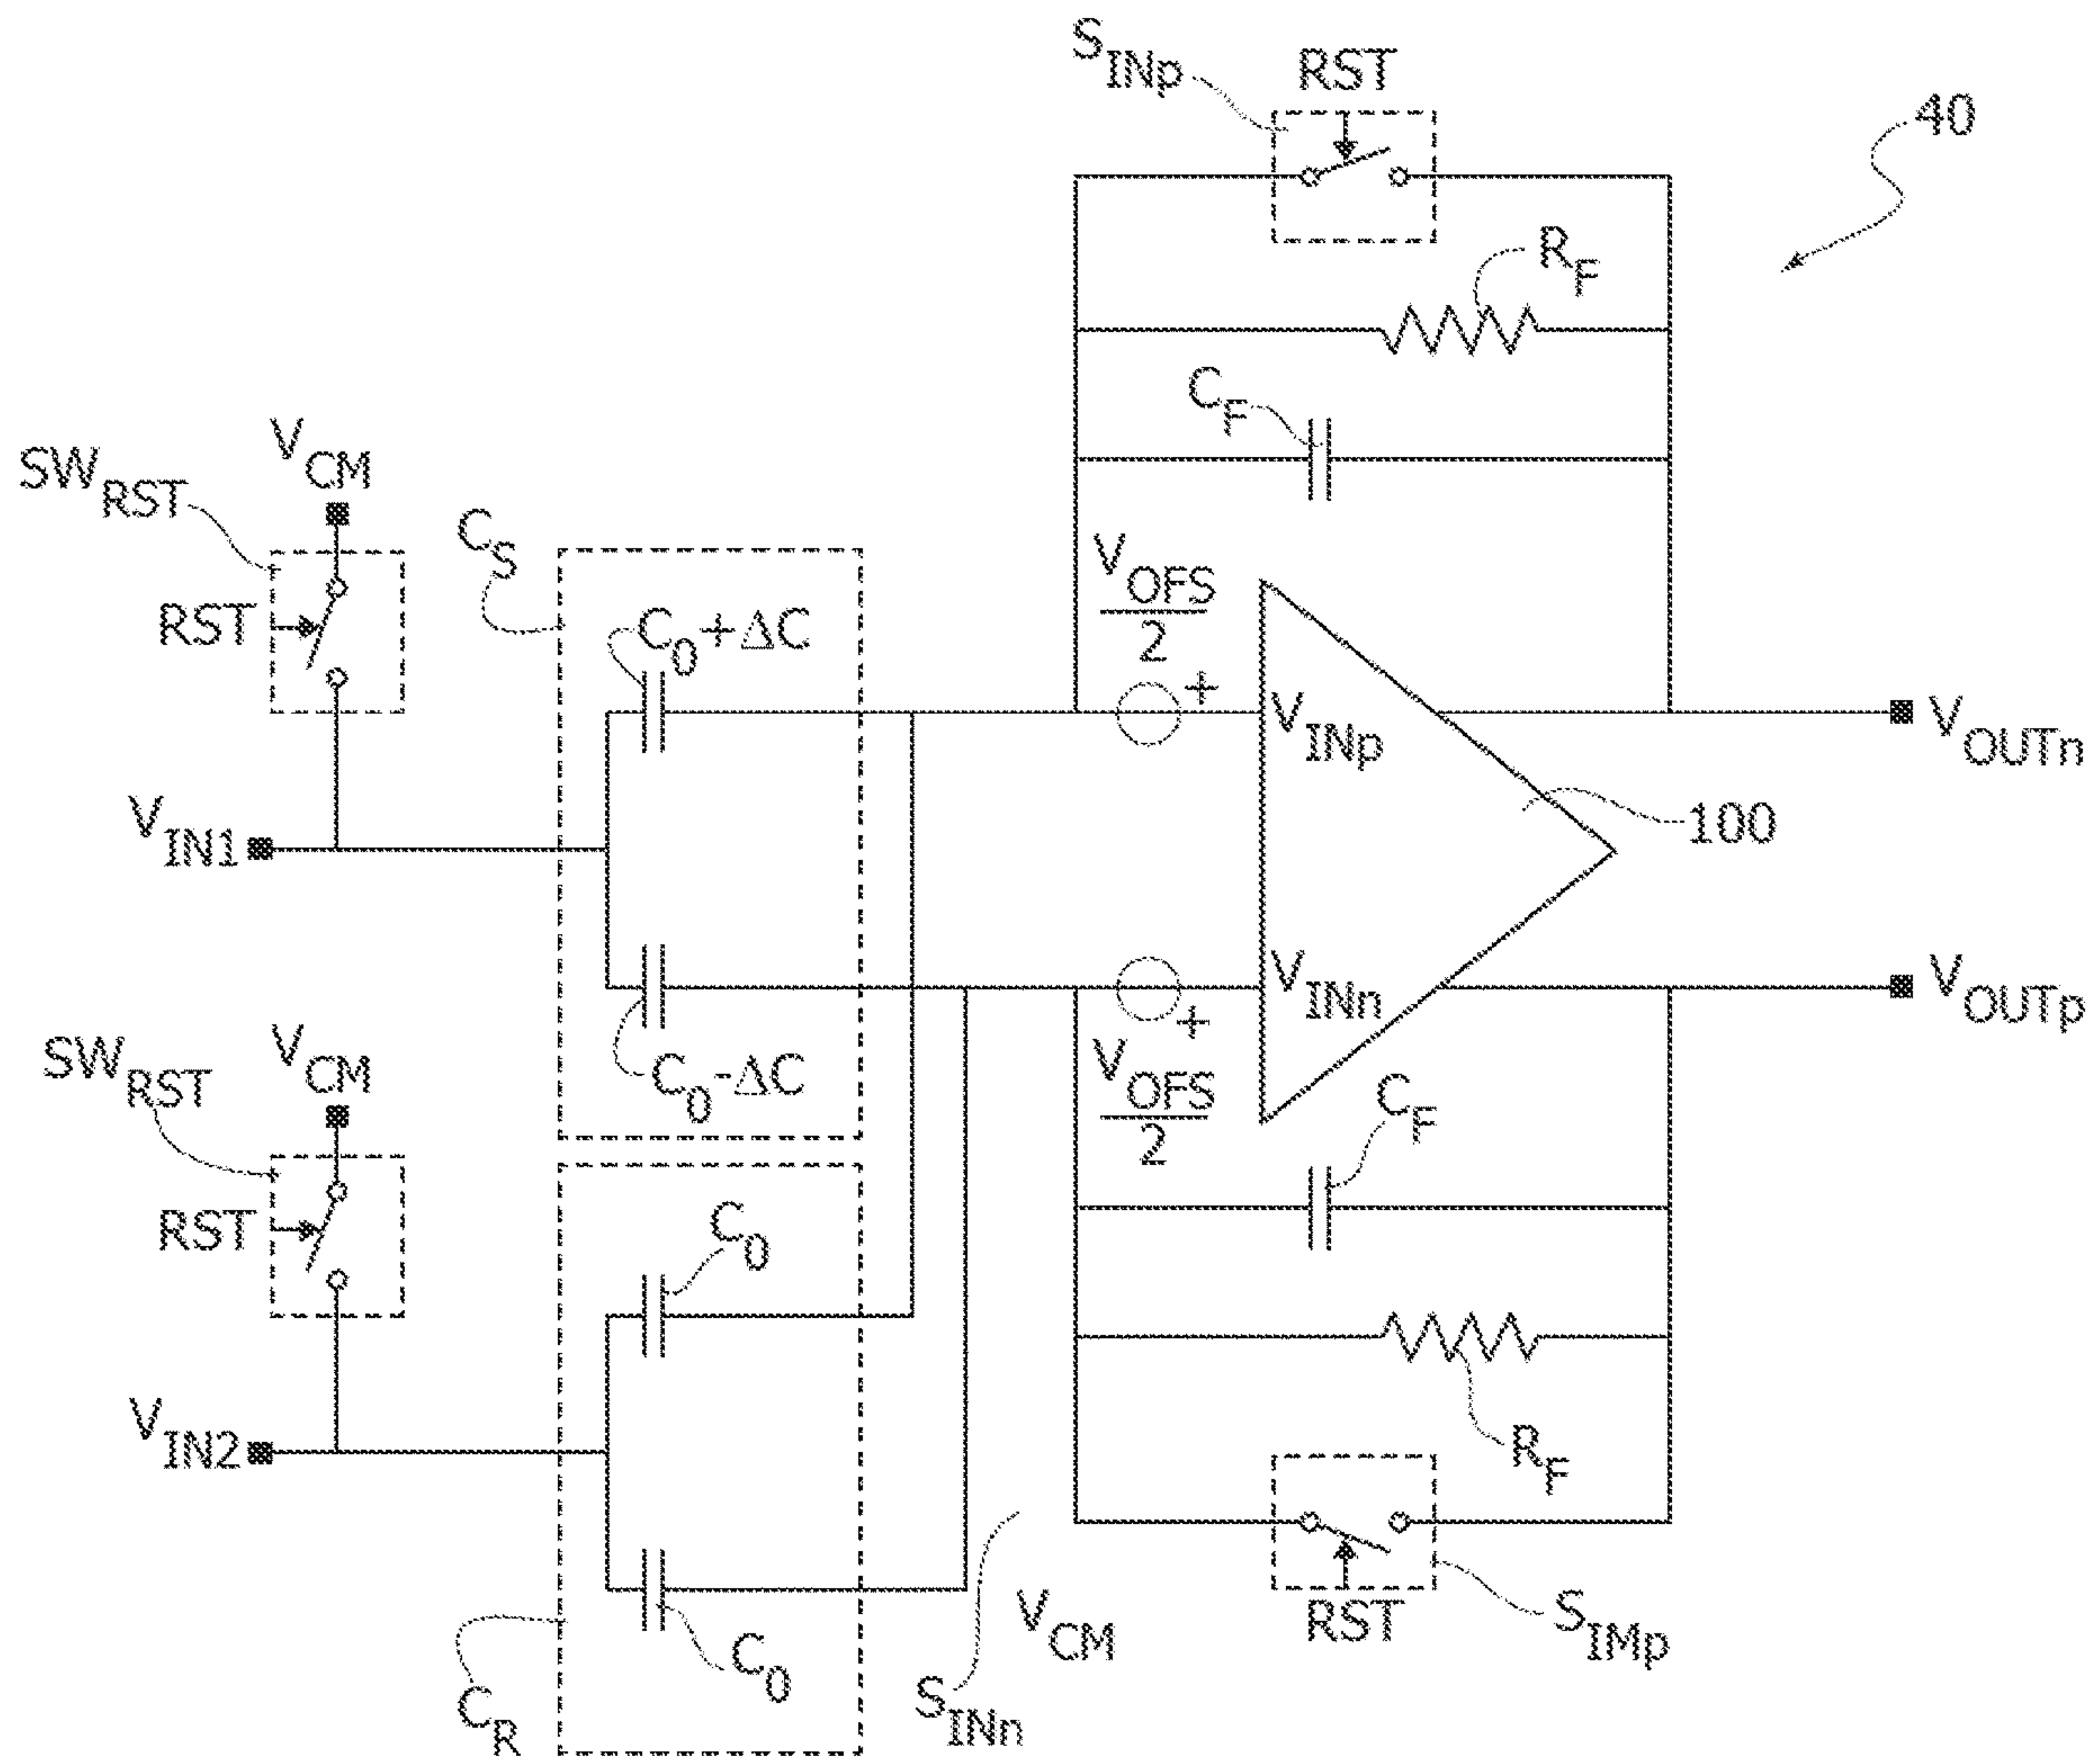 S_INp
RST
40
R_F
C_F
V_CM
SW_RST
C_S
RST
C_0+ΔC
V_OFS
2
+
V_INp
V_OUTn
V_IN1
100
V_INn
V_OUTp
+
C_0-ΔC
V_OFS
2
V_CM
SW_RST
C_F
RST
C_0
V_IN2
R_F
V_CM
RST
S_IMp
C_0
S_INn
C_R